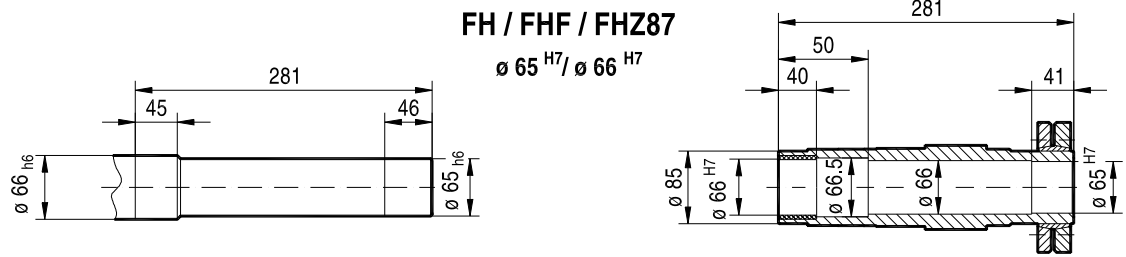 FH / FHF / FHZ87
ø 65 H7/ ø 66 H7
281
45
46
ø 66 h6
ø 65 h6
281
50
40
41
ø 85
ø 66 H7
ø 66.5
ø 66
ø 65 H7